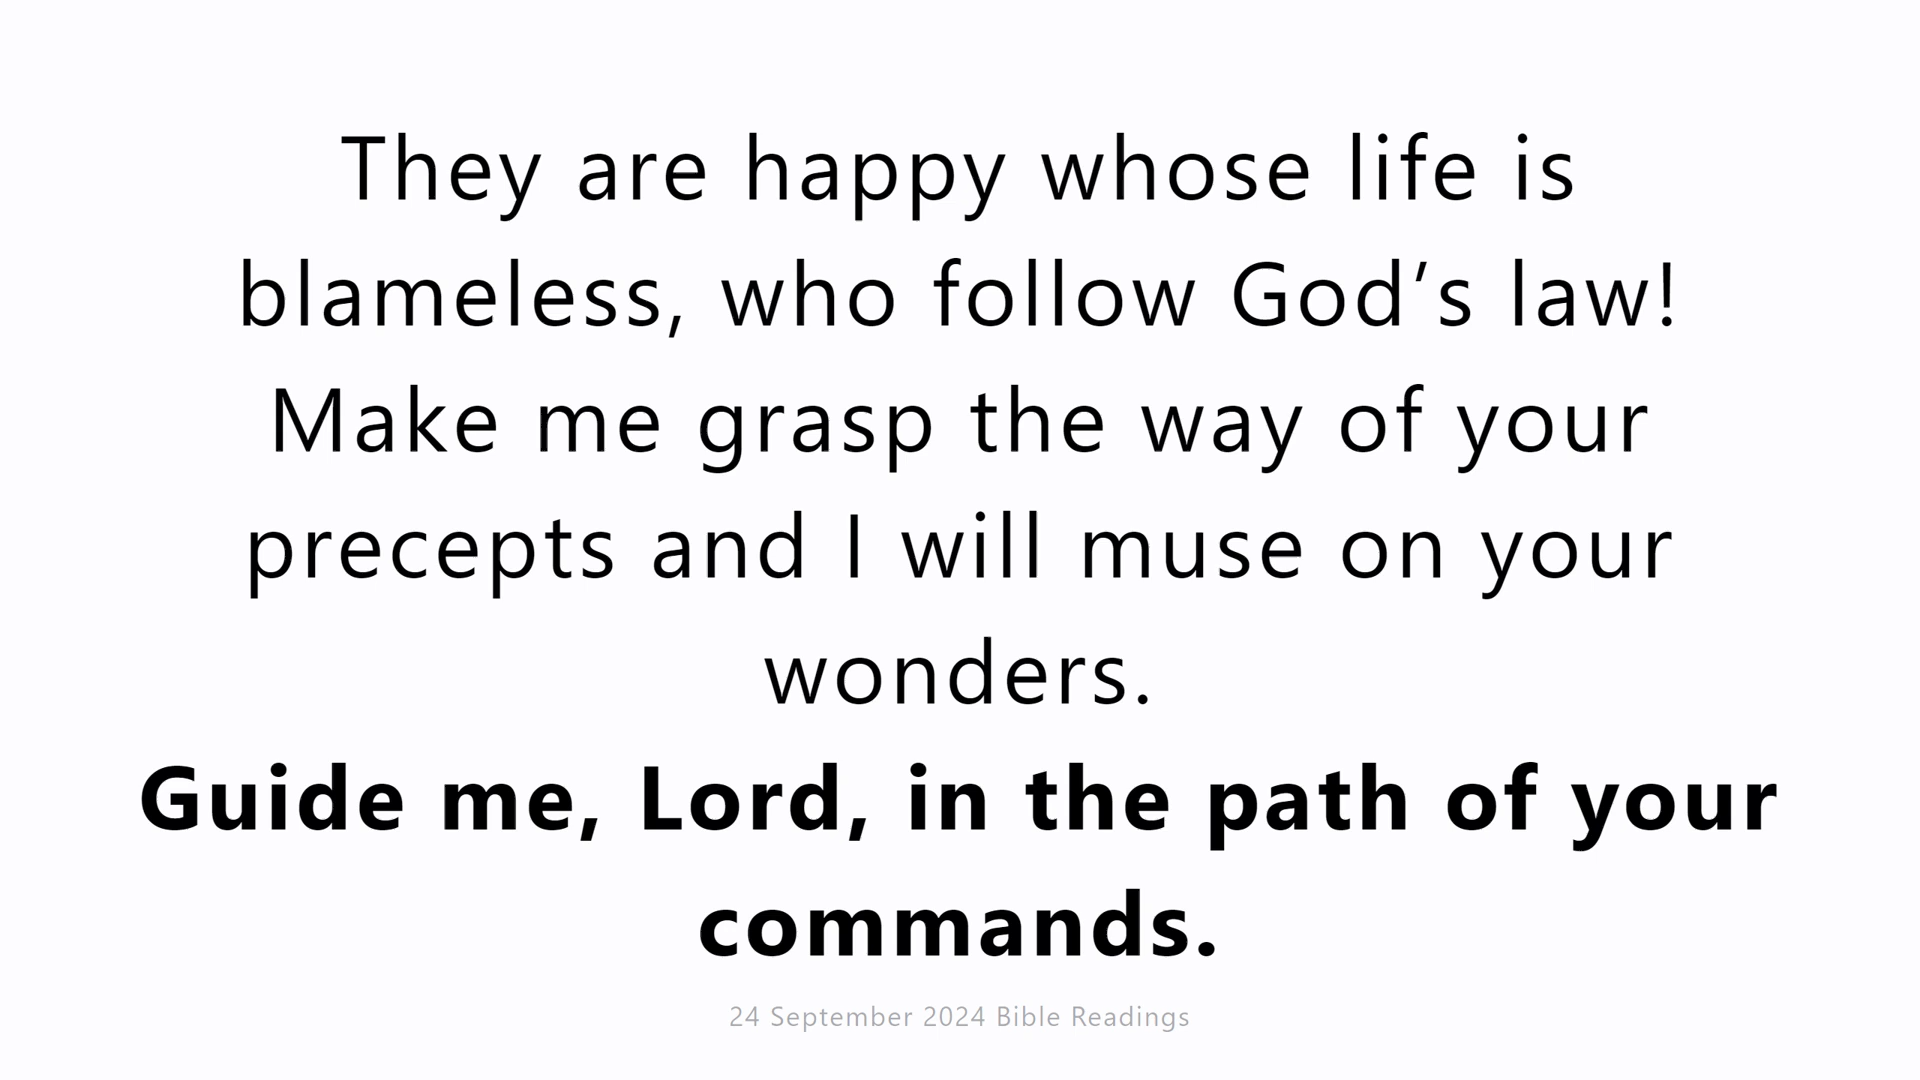 They are happy whose life is
blameless, who follow God’s law!
Make me grasp the way of your
precepts and I will muse on your
wonders.
Guide me, Lord, in the path of your
commands.
24 September 2024 Bible Readings